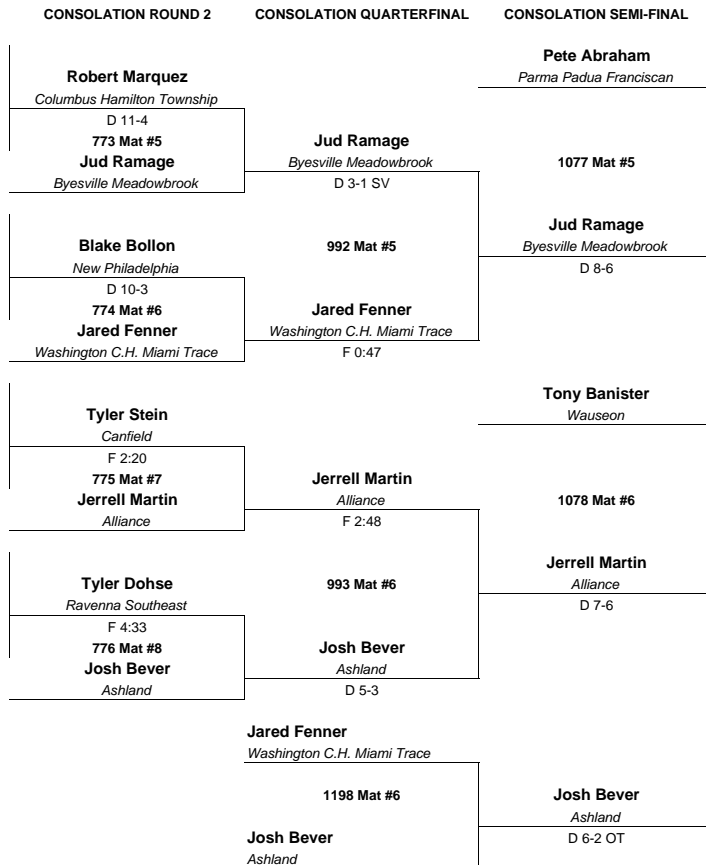 CONSOLATION ROUND 2
CONSOLATION QUARTERFINAL
CONSOLATION SEMI-FINAL
Pete Abraham
Parma Padua Franciscan
Robert Marquez
Columbus Hamilton Township
D 11-4
773 Mat #5
Jud Ramage
Byesville Meadowbrook
Jud Ramage
Byesville Meadowbrook
D 3-1 SV
1077 Mat #5
Jud Ramage
Byesville Meadowbrook
D 8-6
Blake Bollon
New Philadelphia
D 10-3
774 Mat #6
Jared Fenner
Washington C.H. Miami Trace
992 Mat #5
Jared Fenner
Washington C.H. Miami Trace
F 0:47
Tony Banister
Wauseon
Tyler Stein
Canfield
F 2:20
775 Mat #7
Jerrell Martin
Alliance
Jerrell Martin
Alliance
F 2:48
1078 Mat #6
Jerrell Martin
Alliance
D 7-6
Tyler Dohse
Ravenna Southeast
F 4:33
776 Mat #8
Josh Bever
Ashland
993 Mat #6
Josh Bever
Ashland
D 5-3
Jared Fenner
Washington C.H. Miami Trace
1198 Mat #6
Josh Bever
Ashland
Josh Bever
Ashland
D 6-2 OT